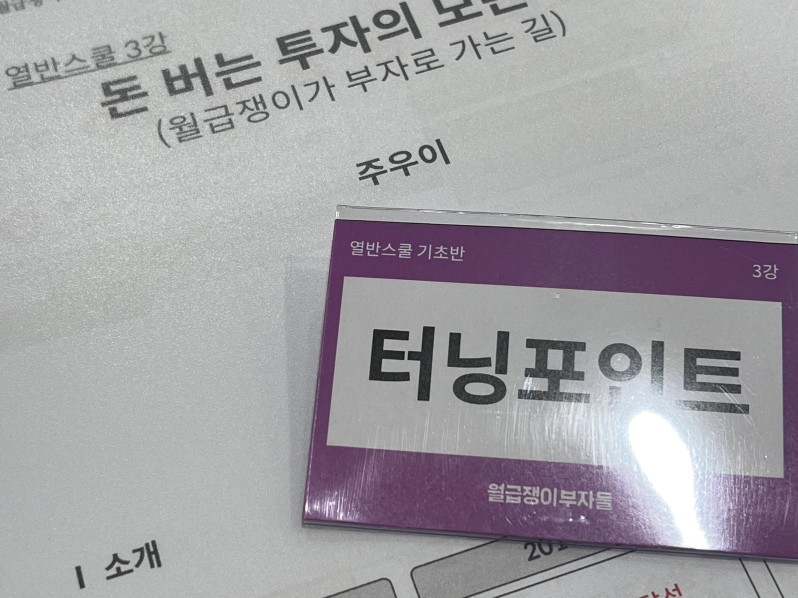 열반스쿨 3강
돈 버는 투자의 모든
(월급쟁이가 부자로 가는 길)
주우이
열반스쿨 기초반
3강
터닝포인트
월급쟁이부자들
I 소개